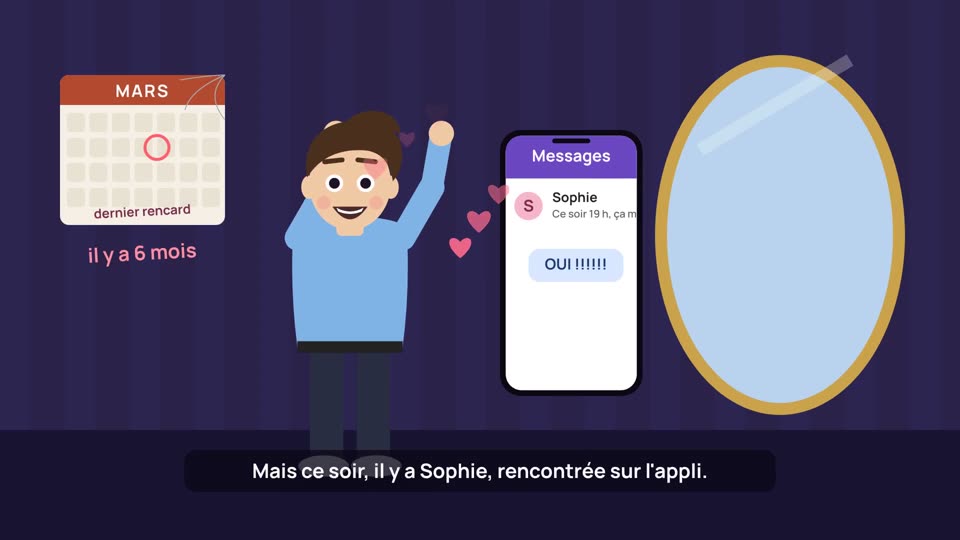 MARS
dernier rencard
il y a 6 mois
Messages
S
Sophie
Ce soir 19 h, ça m
OUI !!!!!!
Mais ce soir, il y a Sophie, rencontrée sur l'appli.